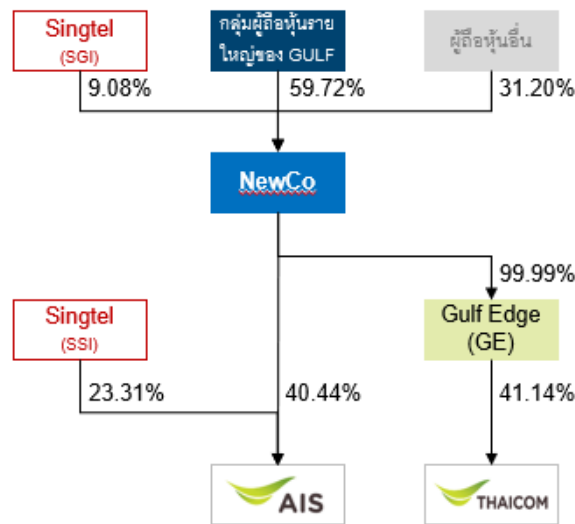 Singtel
(SGI)
กลุ่มผู้ถือหุ้นราย
ใหญ่ของ GULF
ผู้ถือหุ้นอื่น
9.08%
59.72%
31.20%
NewCo
99.99%
Singtel
(SSI)
Gulf Edge
(GE)
23.31%
40.44%
41.14%
AIS
THAICOM